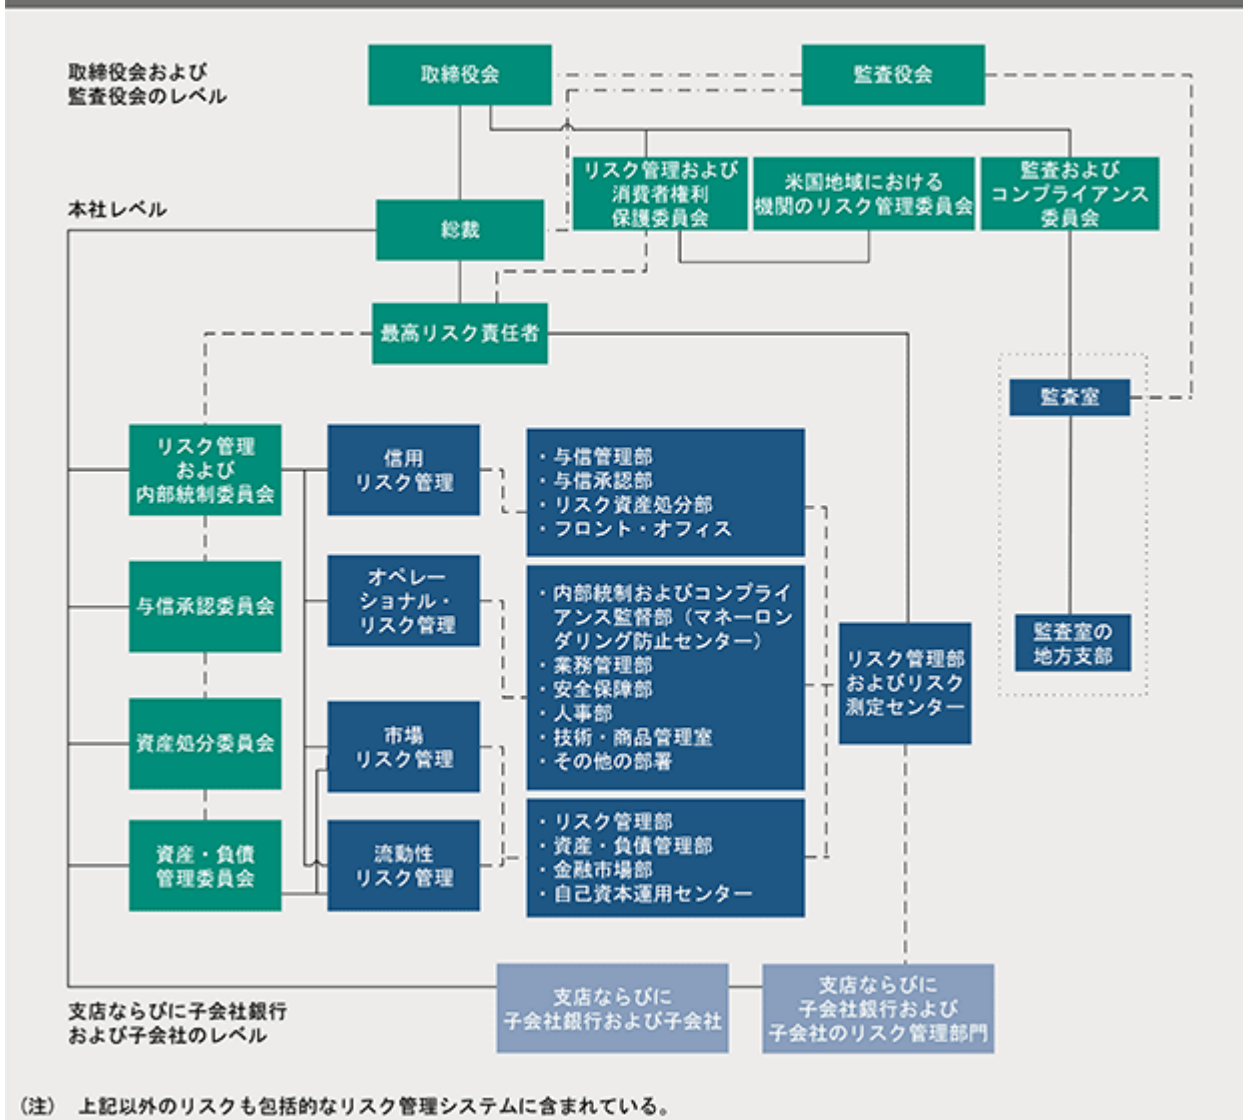 取締役会および
監査役会のレベル
取締役会
監査役会
リスク管理および
消費者権利
保護委員会
米国地域における
機関のリスク管理委員会
監査および
コンプライアンス
委員会
本社レベル
総裁
最高リスク責任者
監査室
監査室の
地方支部
リスク管理
および
内部統制委員会
与信承認委員会
資産処分委員会
資産・負債
管理委員会
信用
リスク管理
オペレー
ショナル・
リスク管理
市場
リスク管理
流動性
リスク管理
・与信管理部
・与信承認部
・リスク資産処分部
・フロント・オフィス
・内部統制およびコンプライ
アンス監督部（マネーロン
ダリング防止センター）
・業務管理部
・安全保障部
・人事部
・技術・商品管理室
・その他の部署
・リスク管理部
・資産・負債管理部
・金融市場部
・自己資本運用センター
リスク管理部
およびリスク
測定センター
支店ならびに子会社銀行
および子会社のレベル
支店ならびに
子会社銀行および子会社
支店ならびに
子会社銀行および
子会社のリスク管理部門
（注） 上記以外のリスクも包括的なリスク管理システムに含まれている。